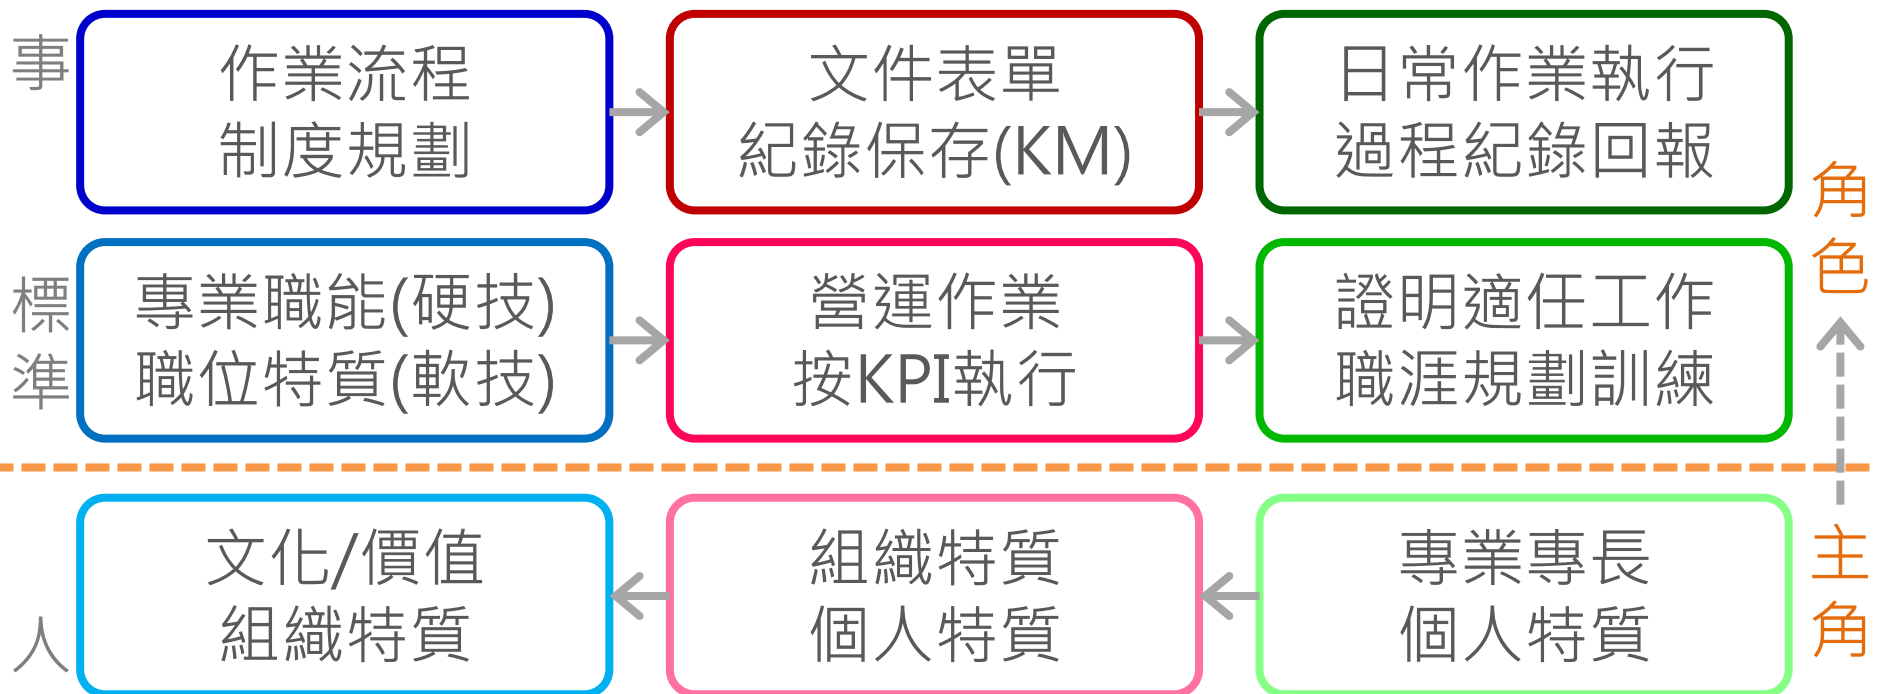 事
作業流程
制度規劃
文件表單
紀錄保存(KM)
日常作業執行
過程紀錄回報
角色
標準
專業職能(硬技)
職位特質(軟技)
營運作業
按KPI執行
證明適任工作
職涯規劃訓練
人
文化/價值
組織特質
組織特質
個人特質
專業專長
個人特質
主角